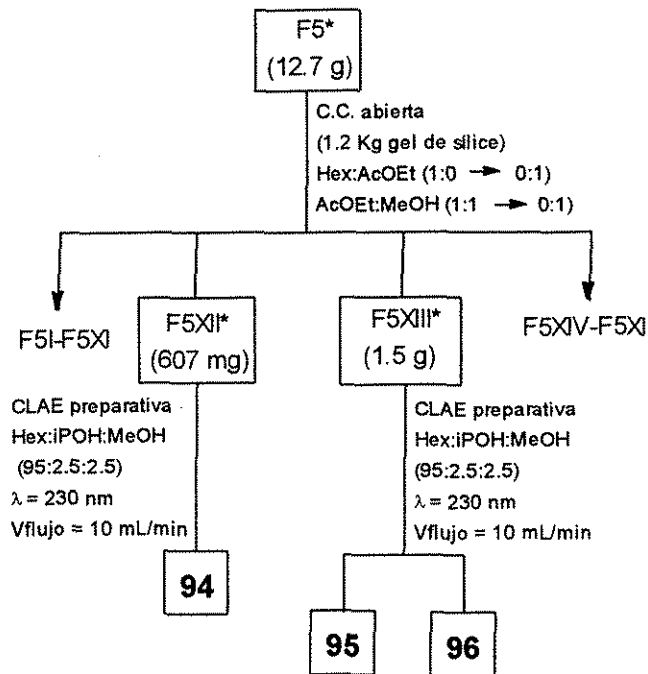 F5*
(12.7 g)
C.C. abierta
(1.2 Kg gel de sílice)
Hex:AcOEt (1:0 → 0:1)
AcOEt:MeOH (1:1 → 0:1)
F5I-F5XI
F5XII*
(607 mg)
F5XIII*
(1.5 g)
F5XIV-F5XI
CLAE preparativa
Hex:iPOH:MeOH
(95:2.5:2.5)
λ = 230 nm
Vflujo = 10 mL/min
CLAE preparativa
Hex:iPOH:MeOH
(95:2.5:2.5)
λ = 230 nm
Vflujo = 10 mL/min
94
95
96